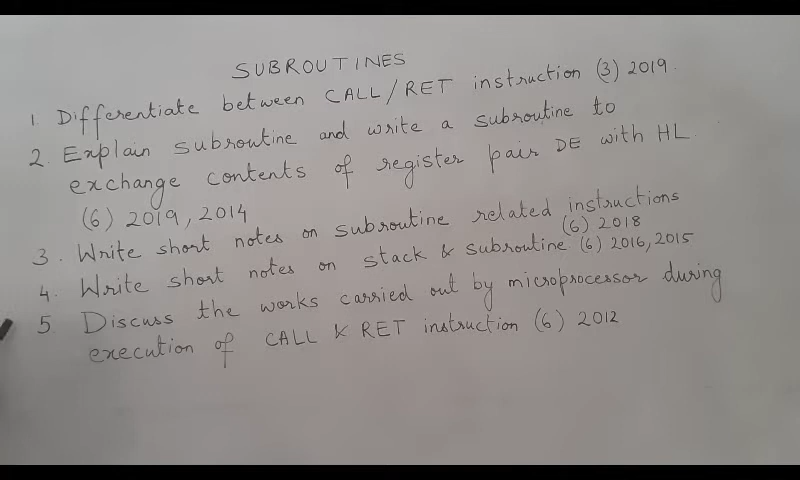 SUBROUTINES
1. Differentiate between CALL/RET instruction (3) 2019.
2. Explain subroutine and write a subroutine to
exchange contents of register pair DE with HL.
(6) 2019, 2014
3. Write short notes on subroutine related instructions
(6) 2018
4. Write short notes on stack & subroutine (6) 2016, 2015
5 Discuss the works carried out by microprocessor during
execution of CALL & RET instruction (6) 2012